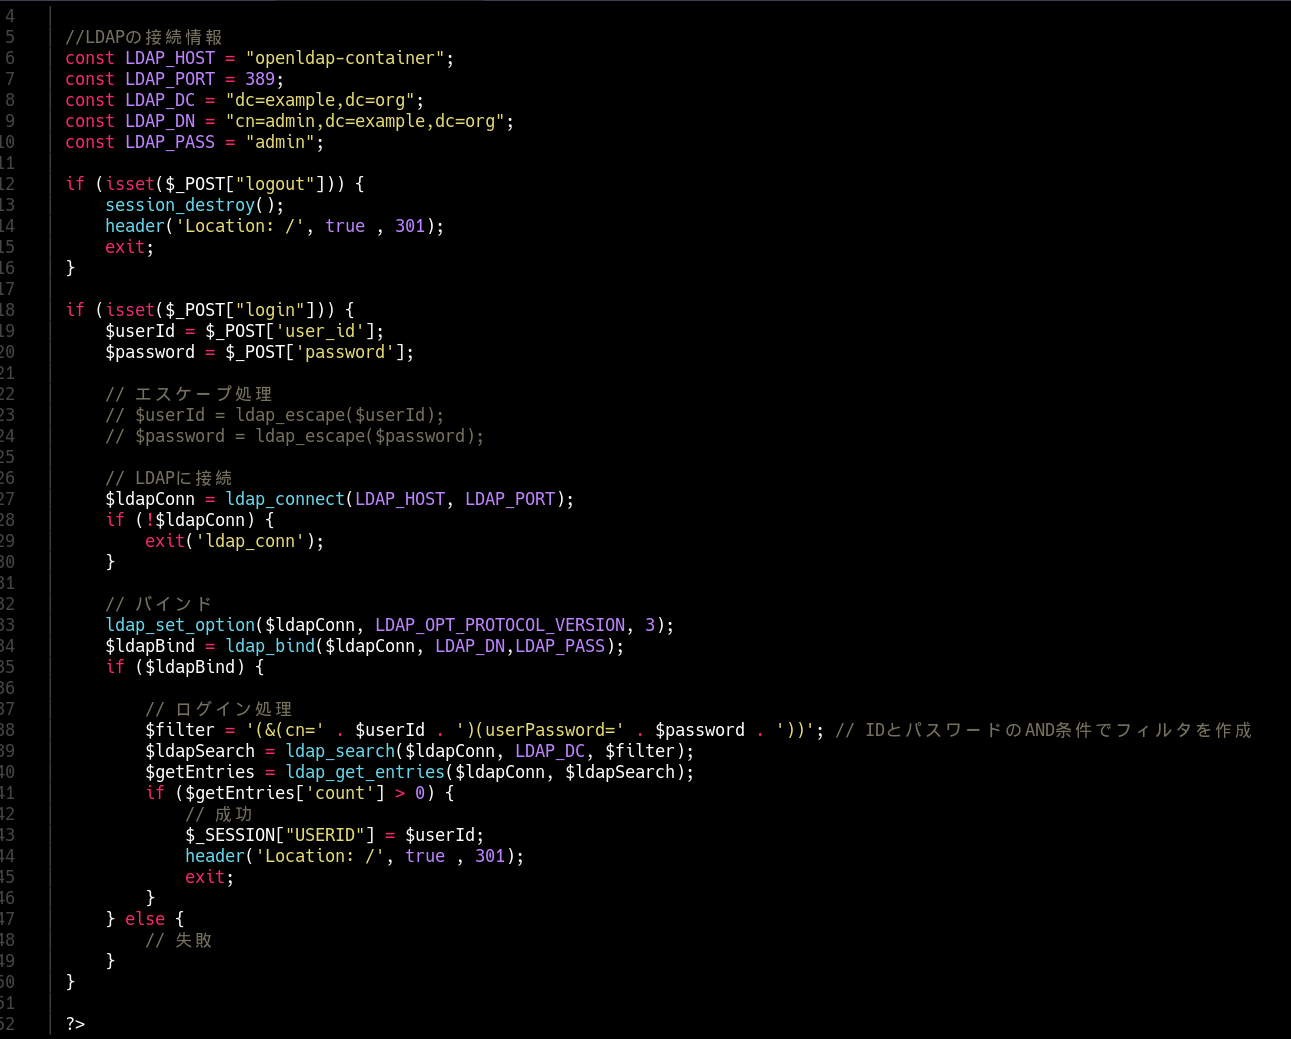 4
5 //LDAPの接続情報
6 const LDAP_HOST = "openldap-container";
7 const LDAP_PORT = 389;
8 const LDAP_DC = "dc=example,dc=org";
9 const LDAP_DN = "cn=admin,dc=example,dc=org";
10 const LDAP_PASS = "admin";
11
12 if (isset($_POST["logout"])) {
13     session_destroy();
14     header('Location: /', true , 301);
15     exit;
16 }
17
18 if (isset($_POST["login"])) {
19     $userId = $_POST['user_id'];
20     $password = $_POST['password'];
21
22     // エスケープ処理
23     // $userId = ldap_escape($userId);
24     // $password = ldap_escape($password);
25
26     // LDAPに接続
27     $ldapConn = ldap_connect(LDAP_HOST, LDAP_PORT);
28     if (!$ldapConn) {
29         exit('ldap_conn');
30     }
31
32     // バインド
33     ldap_set_option($ldapConn, LDAP_OPT_PROTOCOL_VERSION, 3);
34     $ldapBind = ldap_bind($ldapConn, LDAP_DN,LDAP_PASS);
35     if ($ldapBind) {
36
37         // ログイン処理
38         $filter = '(&(cn=' . $userId . ')(userPassword=' . $password . '))'; // IDとパスワードのAND条件でフィルタを作成
39         $ldapSearch = ldap_search($ldapConn, LDAP_DC, $filter);
40         $getEntries = ldap_get_entries($ldapConn, $ldapSearch);
41         if ($getEntries['count'] > 0) {
42             // 成功
43             $_SESSION["USERID"] = $userId;
44             header('Location: /', true , 301);
45             exit;
46         }
47     } else {
48         // 失敗
49     }
50 }
51
52 ?>